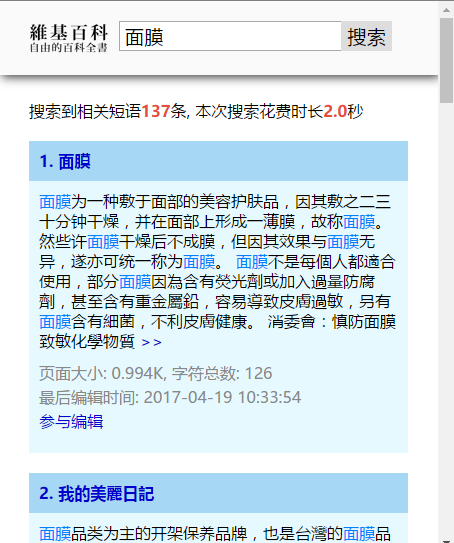 維基百科
自由的百科全書
面膜
搜索
搜索到相关短语137条, 本次搜索花费时长2.0秒
1. 面膜
面膜为一种敷于面部的美容护肤品，因其敷之二三
十分钟干燥，并在面部上形成一薄膜，故称面膜。
然些许面膜干燥后不成膜，但因其效果与面膜无
异，遂亦可统一称为面膜。 面膜不是每個人都適合
使用，部分面膜因為含有熒光劑或加入過量防腐
劑，甚至含有重金屬鉛，容易導致皮膚過敏，另有
面膜含有細菌，不利皮膚健康。 消委會：慎防面膜
致敏化學物質 >>
页面大小: 0.994K, 字符总数: 126
最后编辑时间: 2017-04-19 10:33:54
参与编辑
2. 我的美麗日記
面膜品类为主的开架保养品牌，也是台灣的面膜品